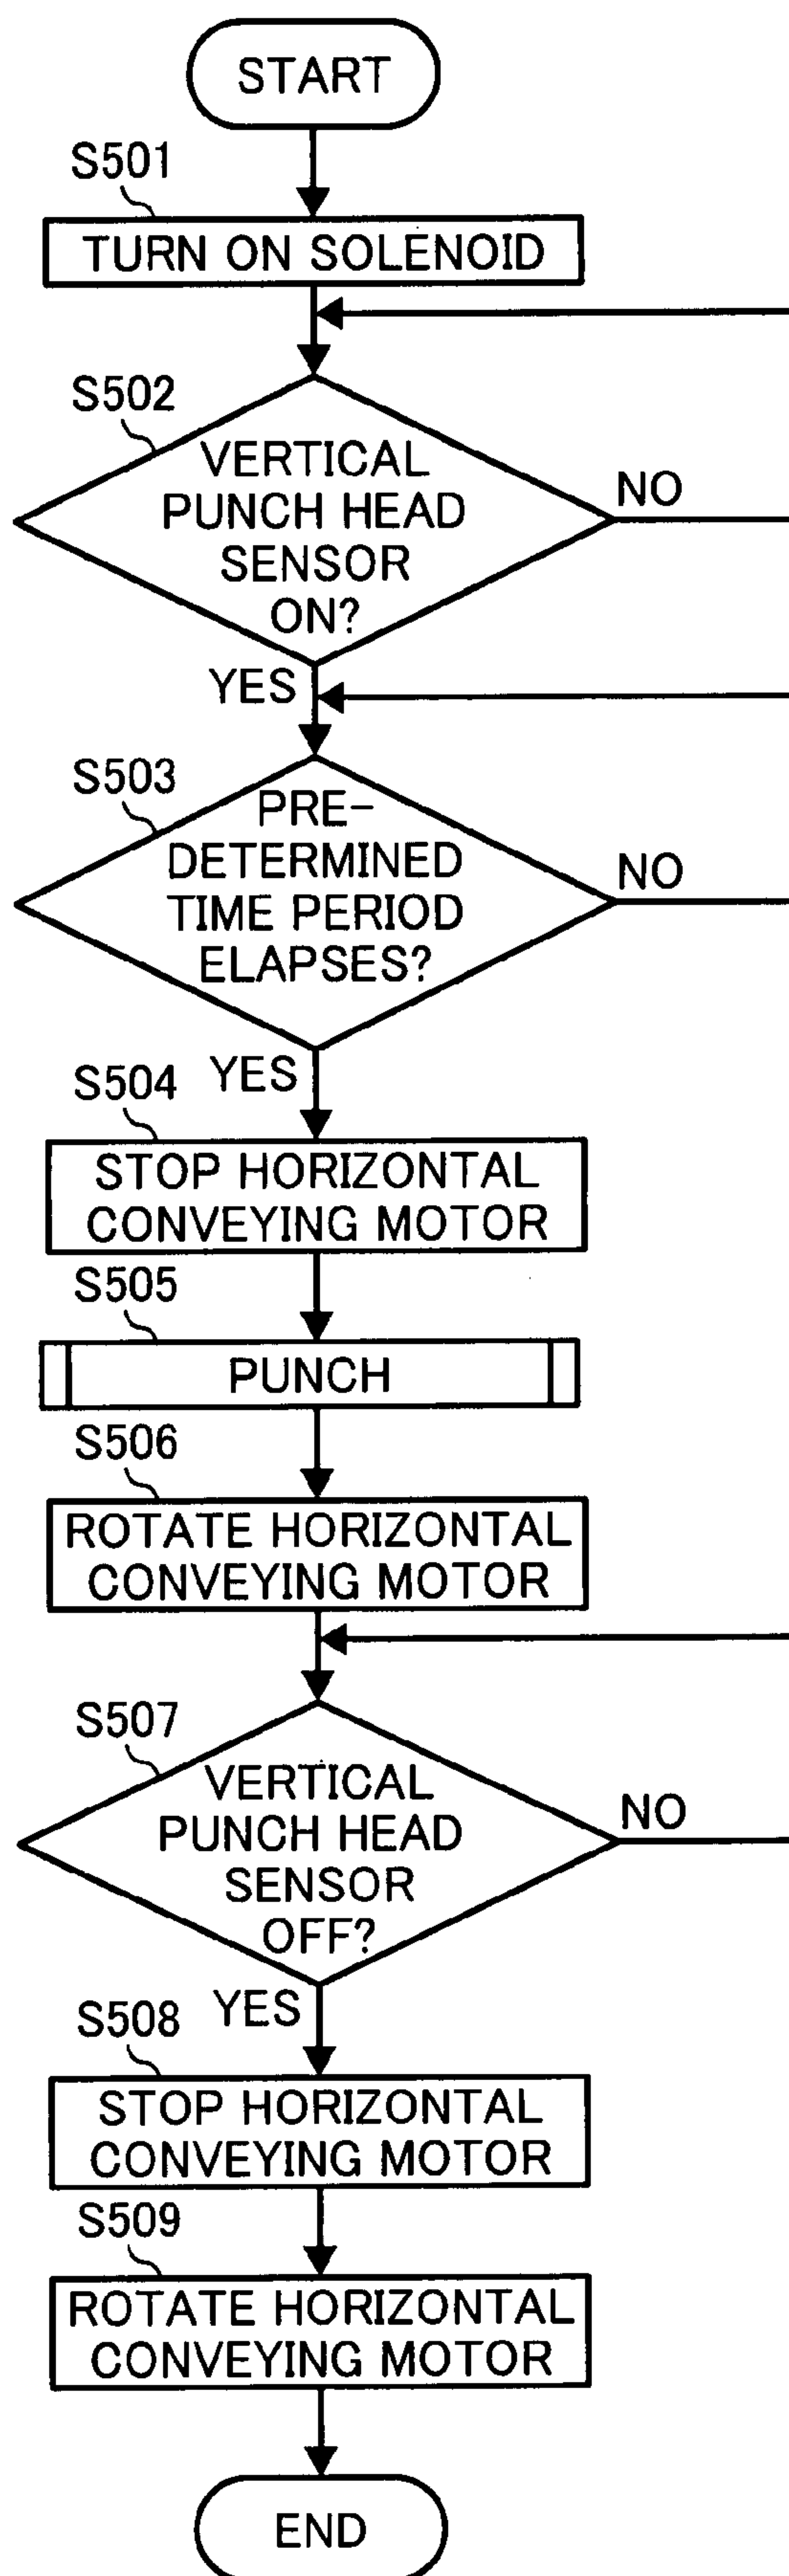 START
S501
TURN ON SOLENOID
S502
VERTICAL
PUNCH HEAD
SENSOR
ON?
NO
YES
S503
PRE-
DETERMINED
TIME PERIOD
ELAPSES?
NO
YES
S504
STOP HORIZONTAL
CONVEYING MOTOR
S505
PUNCH
S506
ROTATE HORIZONTAL
CONVEYING MOTOR
S507
VERTICAL
PUNCH HEAD
SENSOR
OFF?
NO
YES
S508
STOP HORIZONTAL
CONVEYING MOTOR
S509
ROTATE HORIZONTAL
CONVEYING MOTOR
END